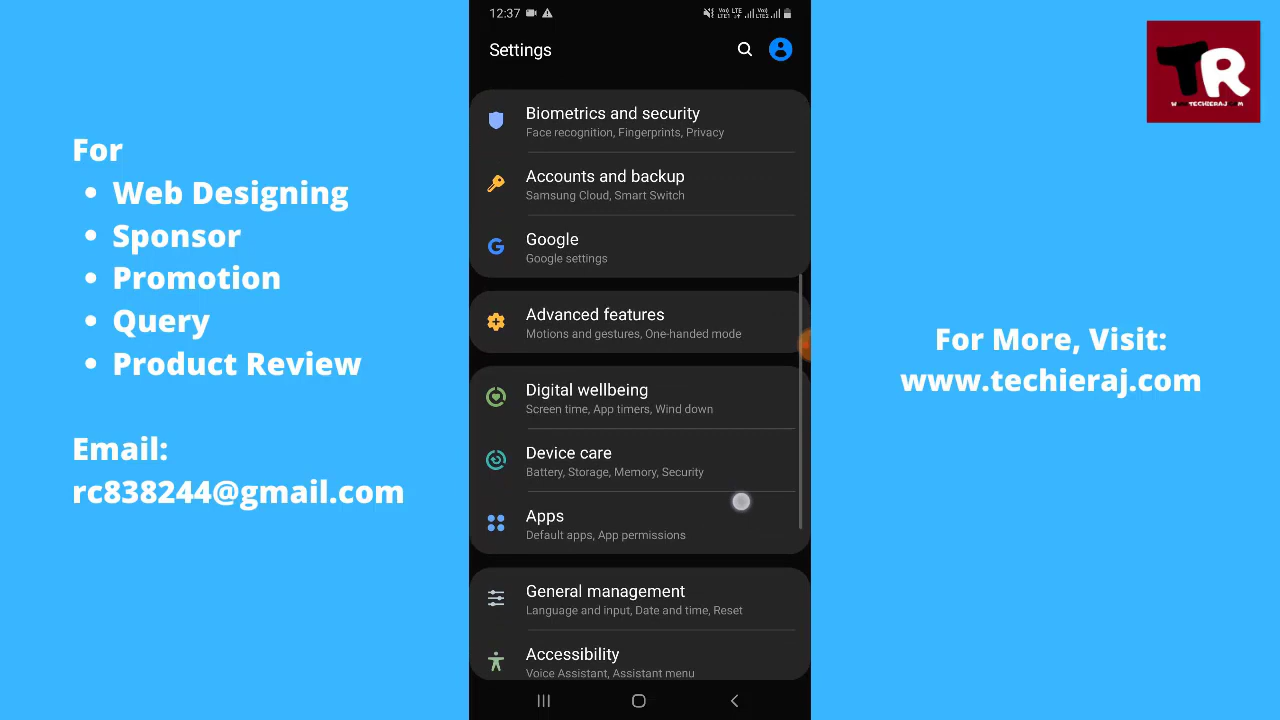 For
• Web Designing
• Sponsor
• Promotion
• Query
• Product Review
Email:
rc838244@gmail.com
12:37
Settings
Biometrics and security
Face recognition, Fingerprints, Privacy
Accounts and backup
Samsung Cloud, Smart Switch
Google
Google settings
Advanced features
Motions and gestures, One-handed mode
Digital wellbeing
Screen time, App timers, Wind down
Device care
Battery, Storage, Memory, Security
Apps
Default apps, App permissions
General management
Language and input, Date and time, Reset
Accessibility
Voice Assistant, Assistant menu
TR
For More, Visit:
www.techieraj.com